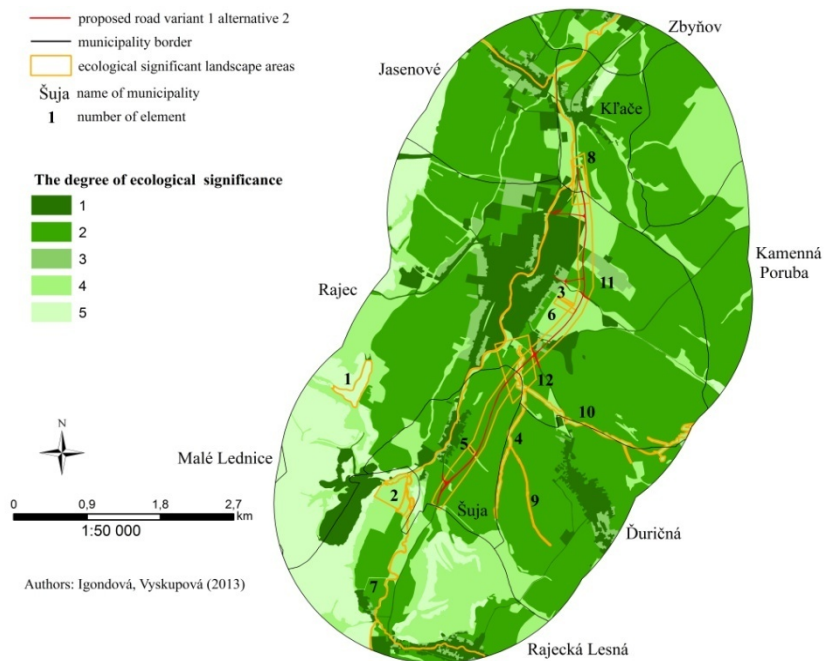 proposed road variant 1 alternative 2
municipality border
ecological significant landscape areas
Šuja name of municipality
1 number of element
The degree of ecological significance
1
2
3
4
5
Zbyňov
Jasenové
Kľače
8
Kamenná
Poruba
Rajec
11
3
6
1
12
10
N
Malé Lednice
4
5
2
9
Šuja
0 0,9 1,8 2,7
km
1:50 000
Ďuričná
Authors: Igondová, Vyskupová (2013)
7
Rajecká Lesná